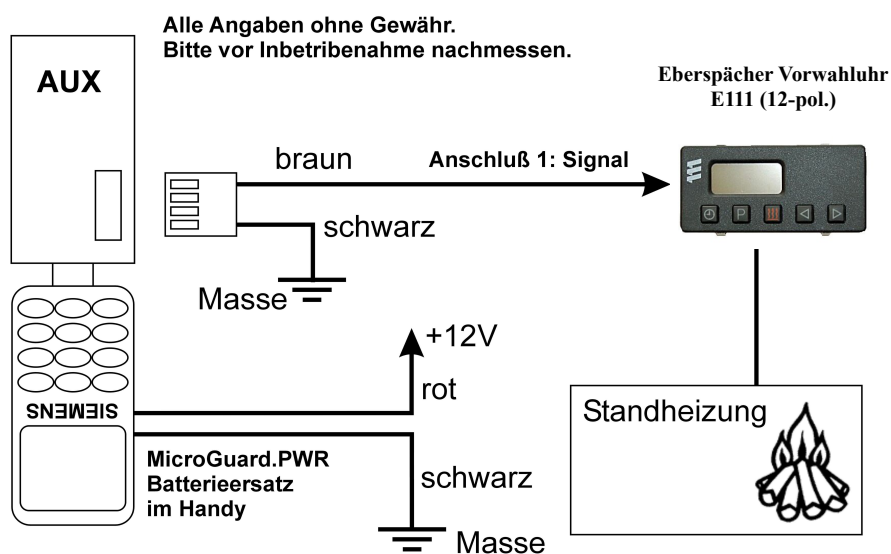 Alle Angaben ohne Gewähr.
Bitte vor Inbetribenahme nachmessen.
AUX
Eberspächer Vorwahluhr
E111 (12-pol.)
braun
Anschluß 1: Signal
P
schwarz
Masse
+12V
rot
SIEMENS
Standheizung
MicroGuard.PWR
Batterieersatz
im Handy
schwarz
Masse